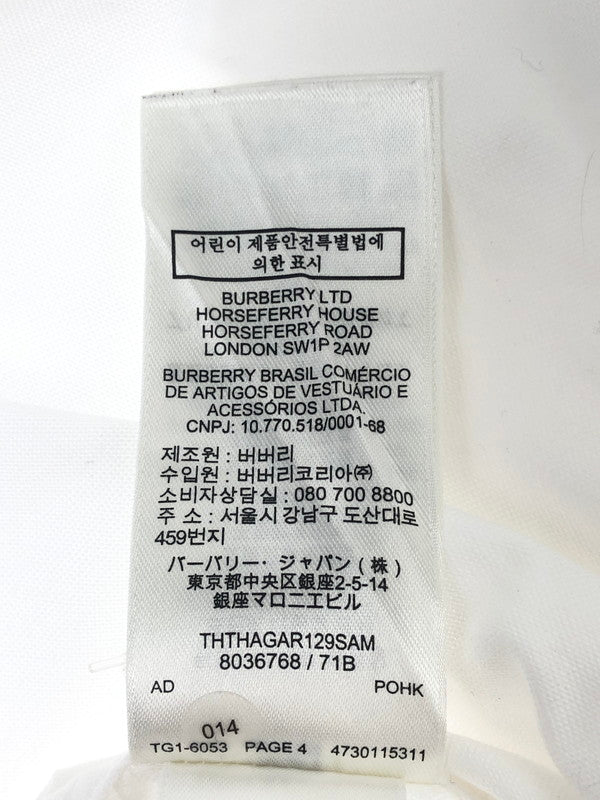 어린이 제품안전특별법에
의한 표시
BURBERRY LTD
HORSEFERRY HOUSE
HORSEFERRY ROAD
LONDON SW1P 2AW
BURBERRY BRASIL COMÉRCIO
DE ARTIGOS DE VESTUÁRIO E
ACESSÓRIOS LTDA.
CNPJ: 10.770.518/0001-68
제조원 : 버버리
수입원 : 버버리코리아㈜
소비자상담실 : 080 700 8800
주 소 : 서울시 강남구 도산대로
459번지
バーバリー・ジャパン（株）
東京都中央区銀座2-5-14
銀座マロニエビル
THTHAGAR129SAM
8036768 / 71B
AD POHK
014
TG1-6053 PAGE 4 4730115311